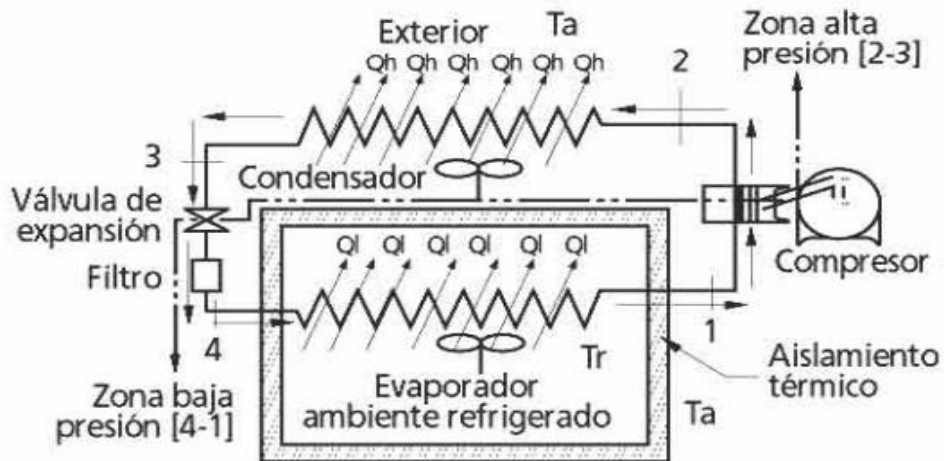 Exterior
Ta
Zona alta
presión [2-3]
Qh Qh Qh Qh Qh Qh
2
3
Condensador
Válvula de
expansión
Filtro
Compresor
Ql Ql Ql Ql Ql Ql
4
1
Tr
Evaporador
ambiente refrigerado
Aislamiento
térmico
Ta
Zona baja
presión [4-1]